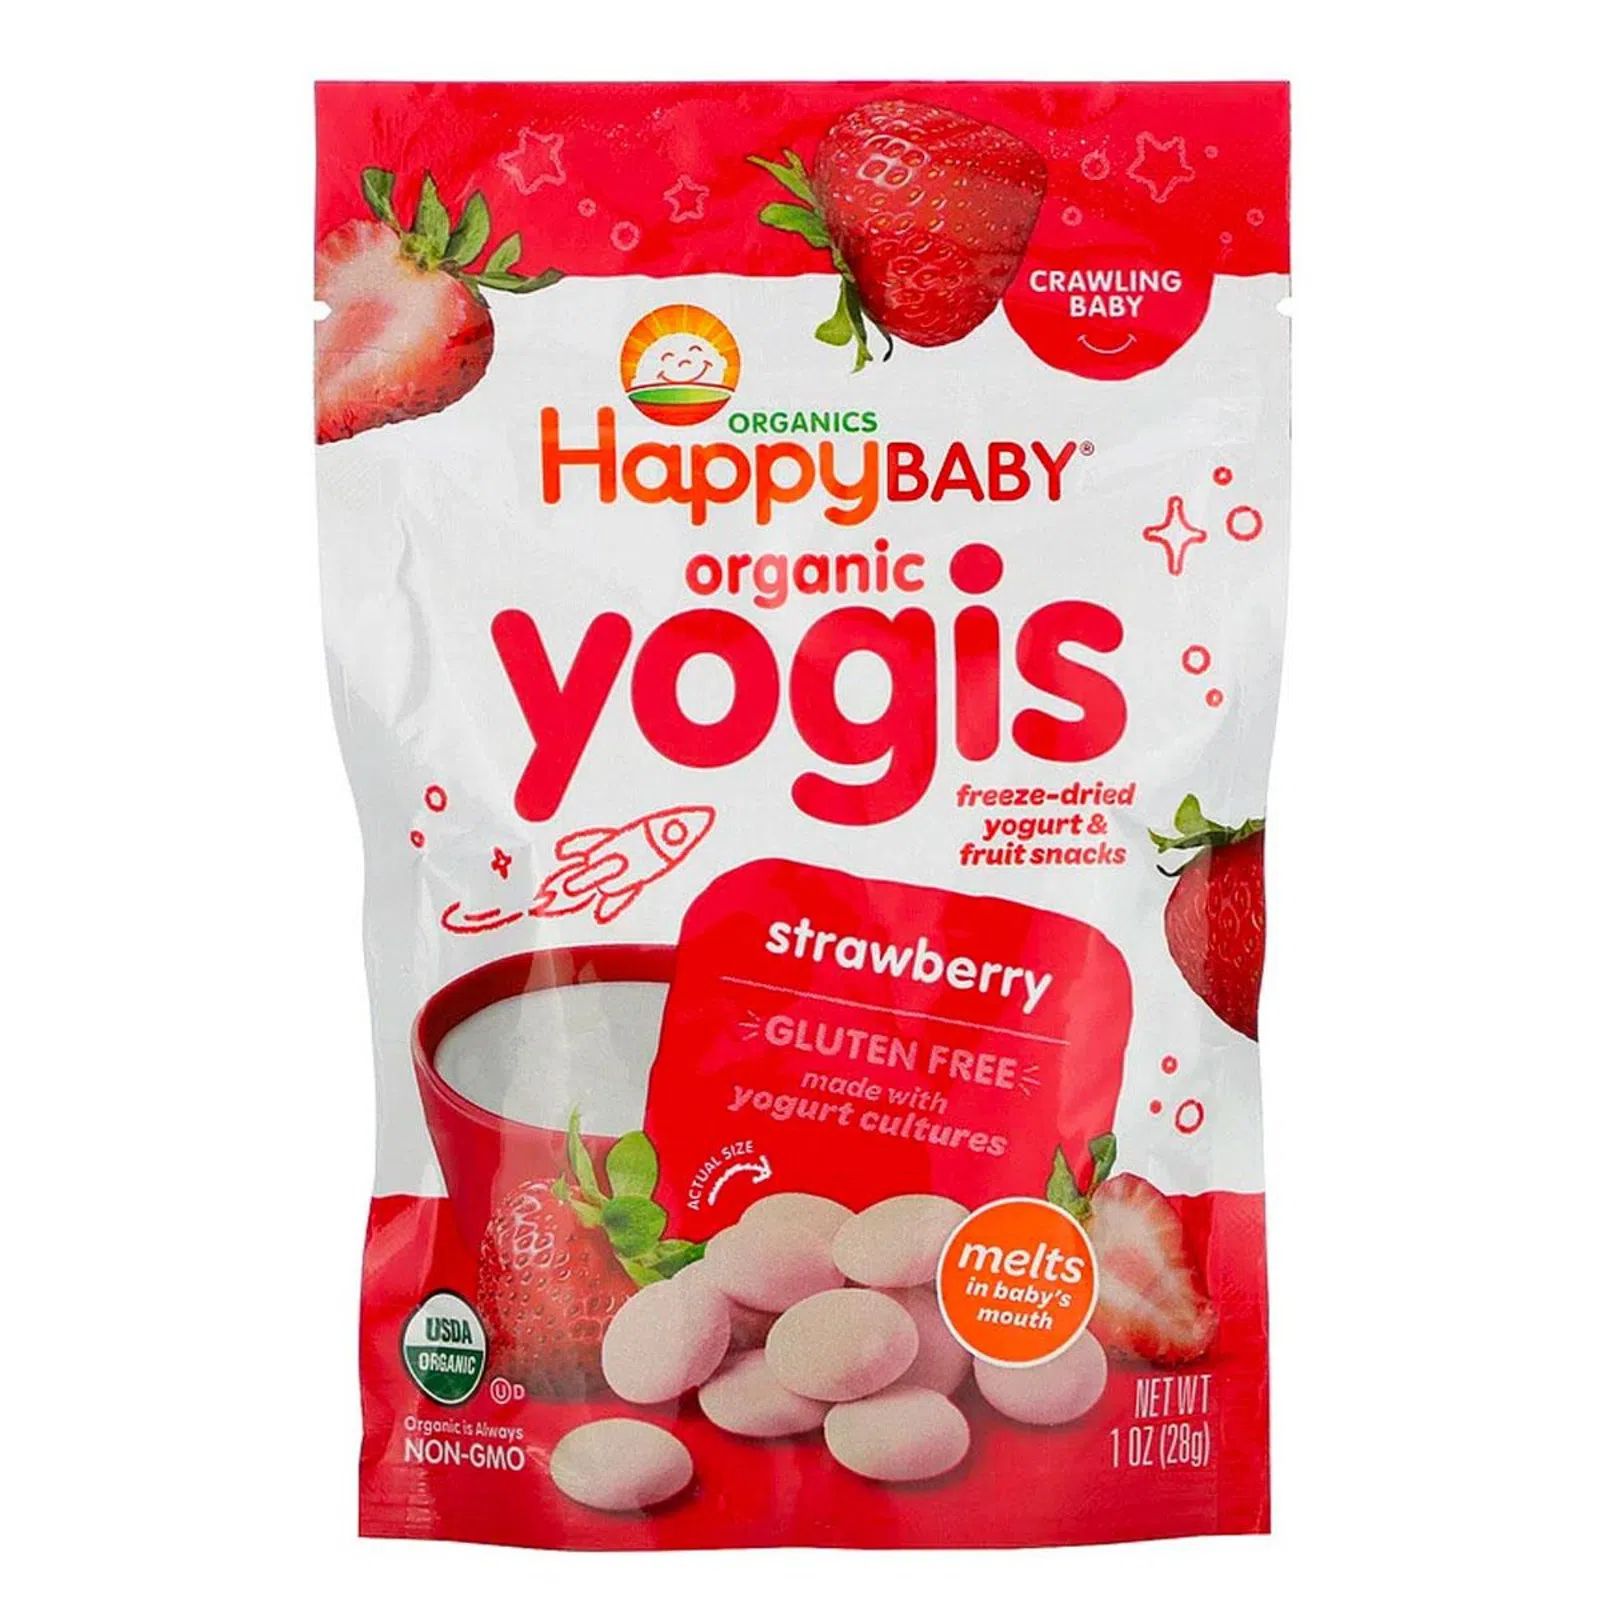 CRAWLING
BABY
ORGANICS
HappyBABY®
organic
yogis
freeze-dried
yogurt &
fruit snacks
strawberry
GLUTEN FREE
made with
yogurt cultures
ACTUAL SIZE
melts
in baby's
mouth
USDA
ORGANIC
U D
Organic is Always
NON-GMO
NET WT
1 OZ (28g)